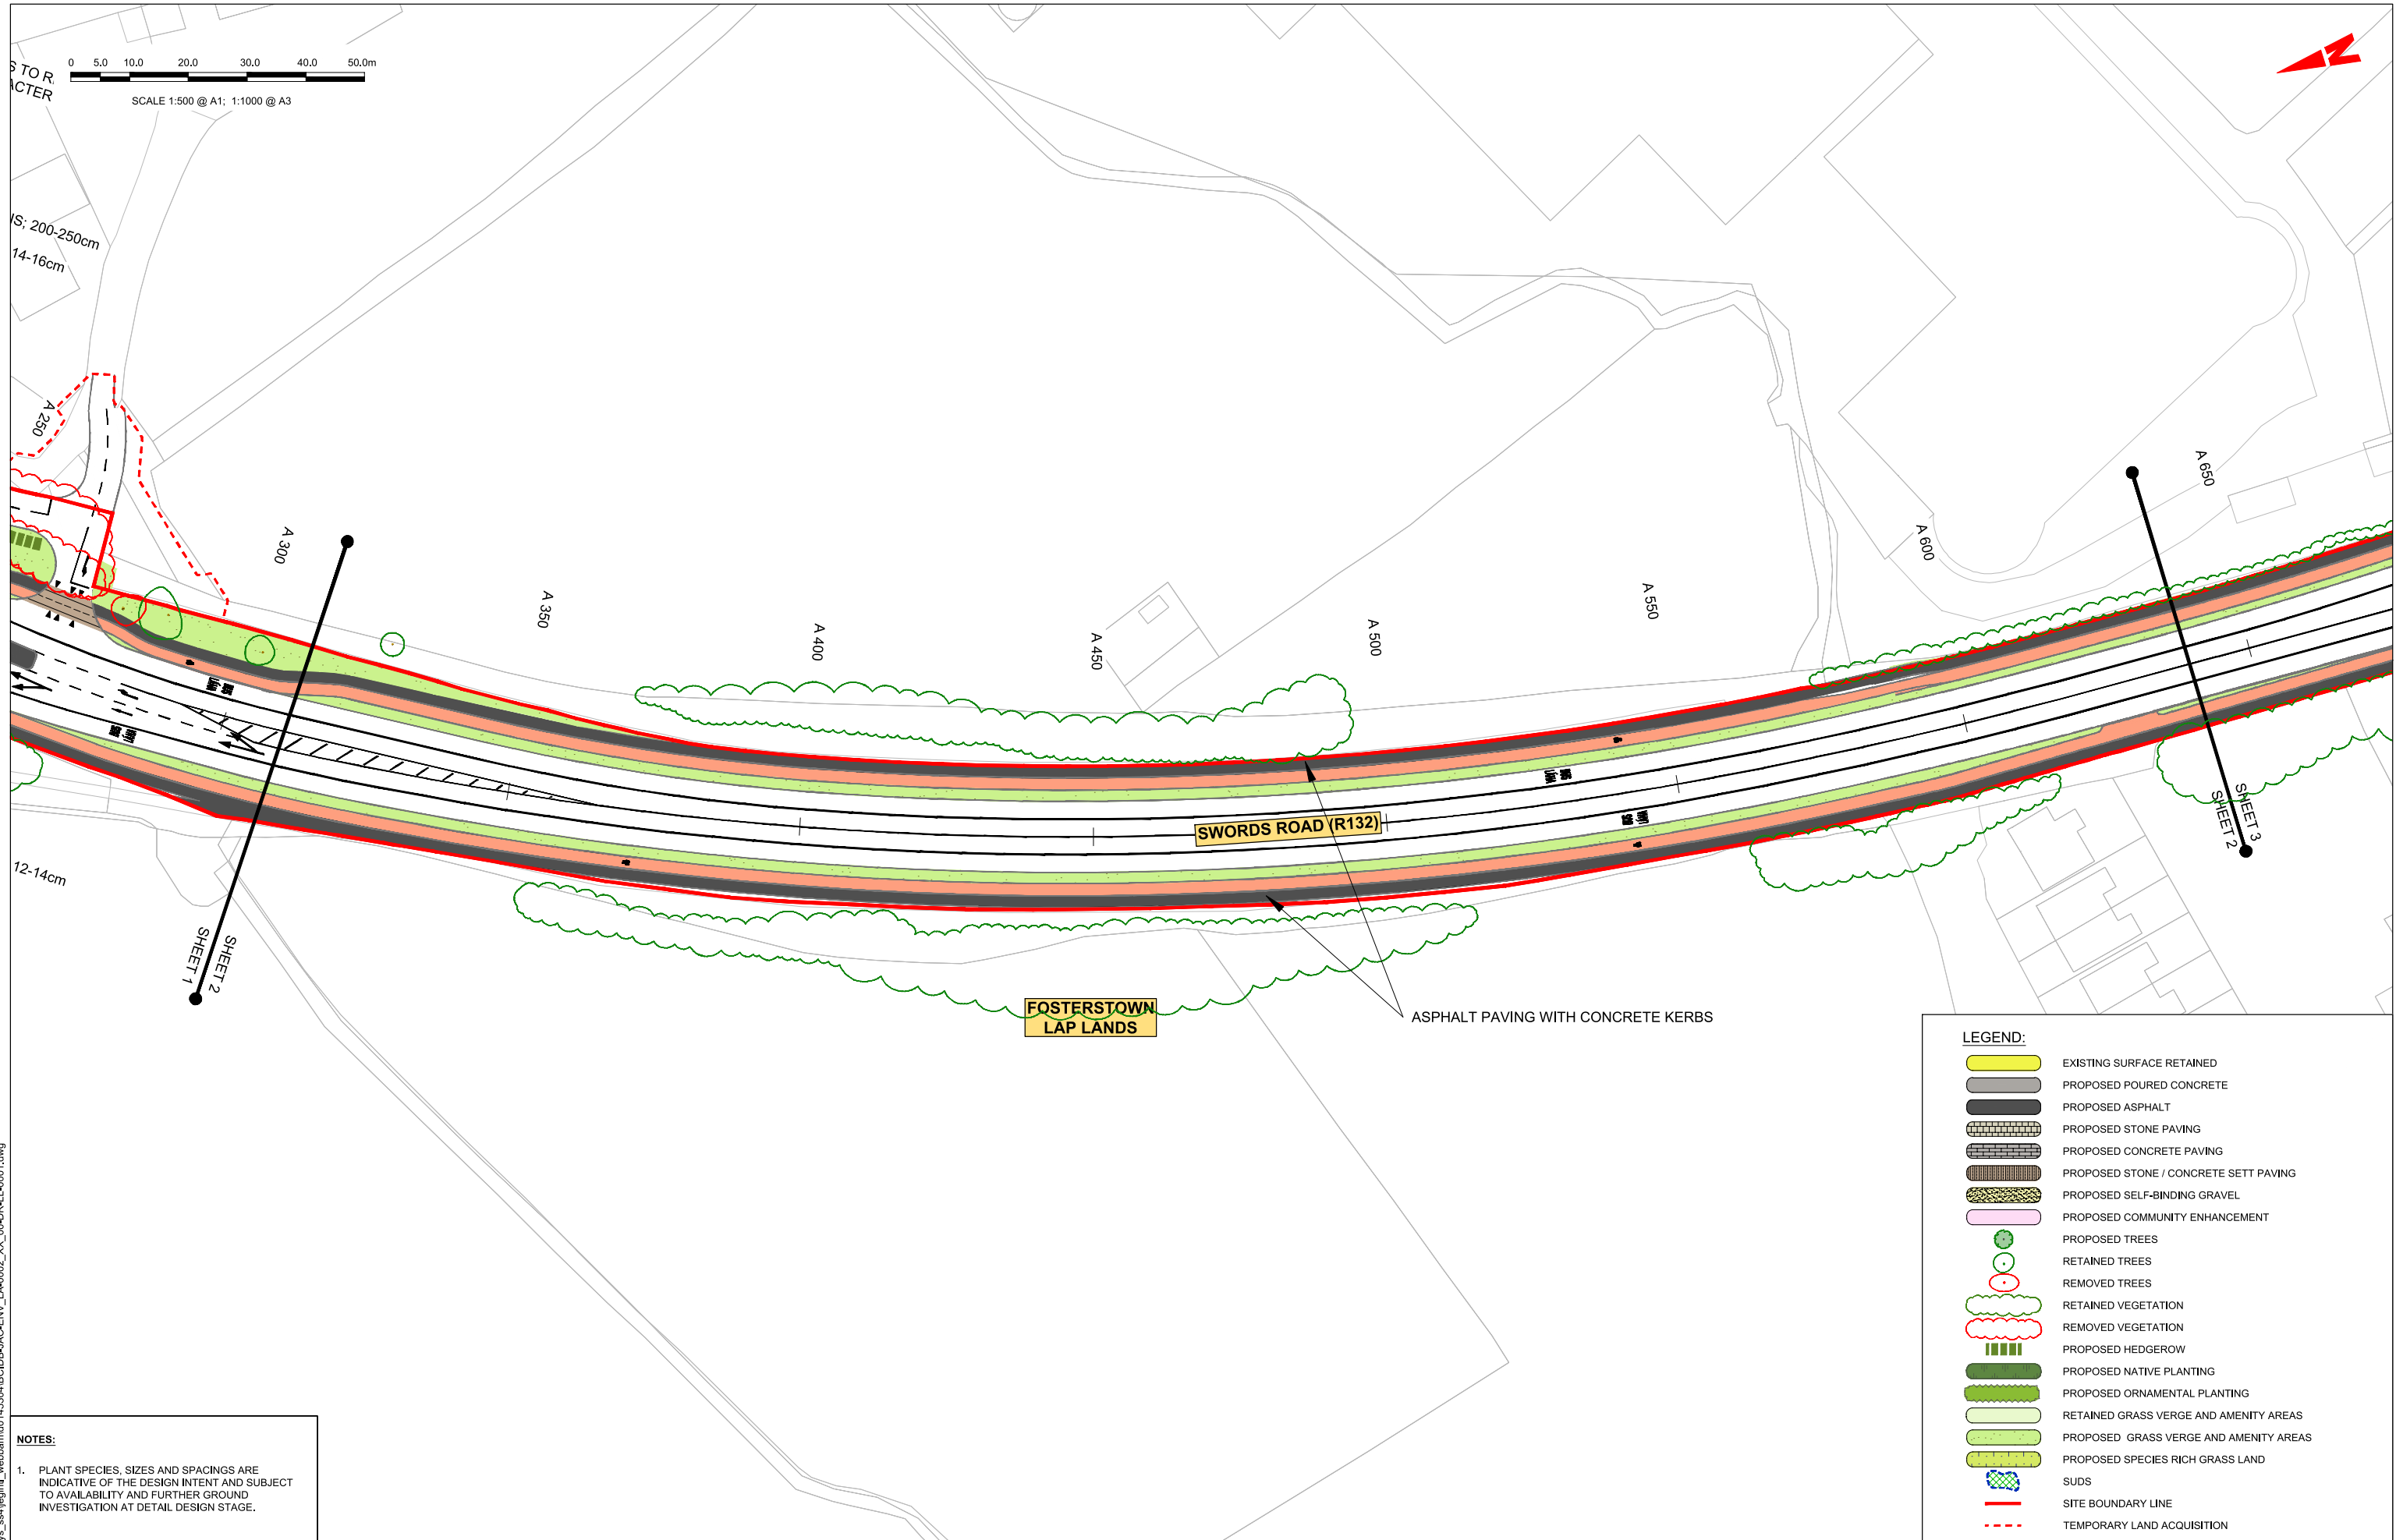 S TO R.
ACTER
0 5.0 10.0 20.0 30.0 40.0 50.0m
SCALE 1:500 @ A1; 1:1000 @ A3
N
IS; 200-250cm
14-16cm
A 250
A 300
A 350
A 400
A 450
A 500
A 550
A 600
A 650
SWORDS ROAD (R132)
12-14cm
SHEET 1
SHEET 2
SHEET 3
SHEET 2
FOSTERSTOWN
LAP LANDS
ASPHALT PAVING WITH CONCRETE KERBS
LEGEND:
EXISTING SURFACE RETAINED
PROPOSED POURED CONCRETE
PROPOSED ASPHALT
PROPOSED STONE PAVING
PROPOSED CONCRETE PAVING
PROPOSED STONE / CONCRETE SETT PAVING
PROPOSED SELF-BINDING GRAVEL
PROPOSED COMMUNITY ENHANCEMENT
PROPOSED TREES
RETAINED TREES
REMOVED TREES
RETAINED VEGETATION
REMOVED VEGETATION
PROPOSED HEDGEROW
PROPOSED NATIVE PLANTING
PROPOSED ORNAMENTAL PLANTING
RETAINED GRASS VERGE AND AMENITY AREAS
PROPOSED GRASS VERGE AND AMENITY AREAS
PROPOSED SPECIES RICH GRASS LAND
SUDS
SITE BOUNDARY LINE
TEMPORARY LAND ACQUISITION
NOTES:
1. PLANT SPECIES, SIZES AND SPACINGS ARE
INDICATIVE OF THE DESIGN INTENT AND SUBJECT
TO AVAILABILITY AND FURTHER GROUND
INVESTIGATION AT DETAIL DESIGN STAGE.